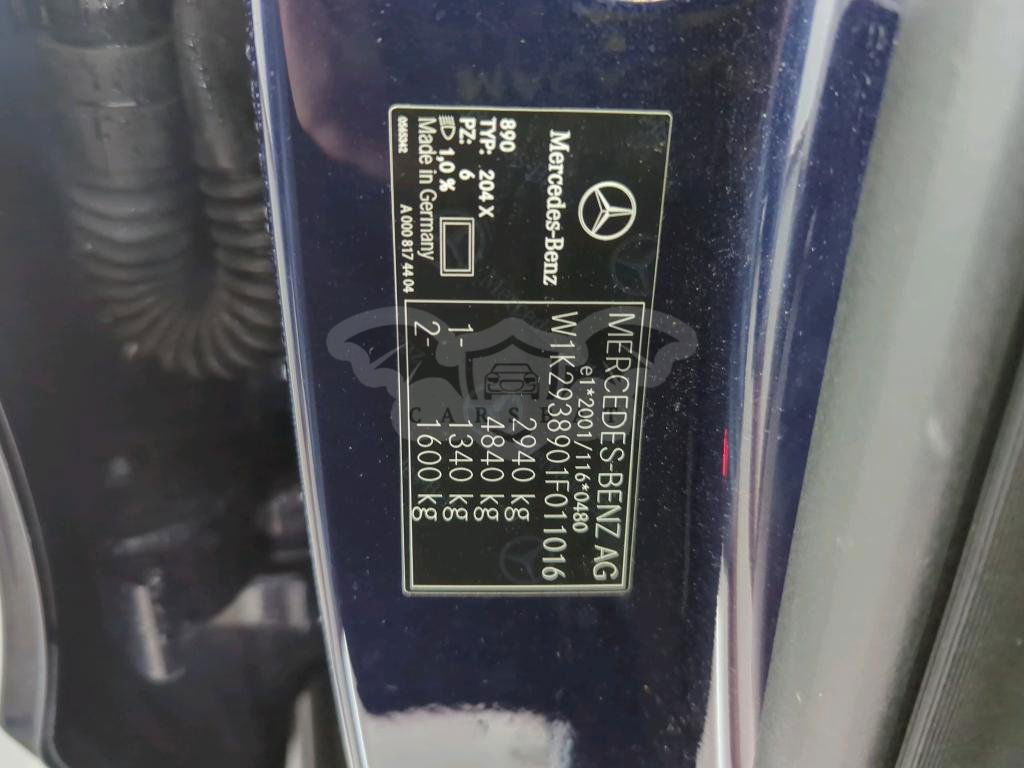 Mercedes-Benz
890
TYP: 204 X
PZ: 6
1,0 %
Made in Germany
A 000 817 44 04
MERCEDES-BENZ AG
e1*2001/116*0480
W1K2938901F011016
2940 kg
4840 kg
1- 1340 kg
2- 1600 kg